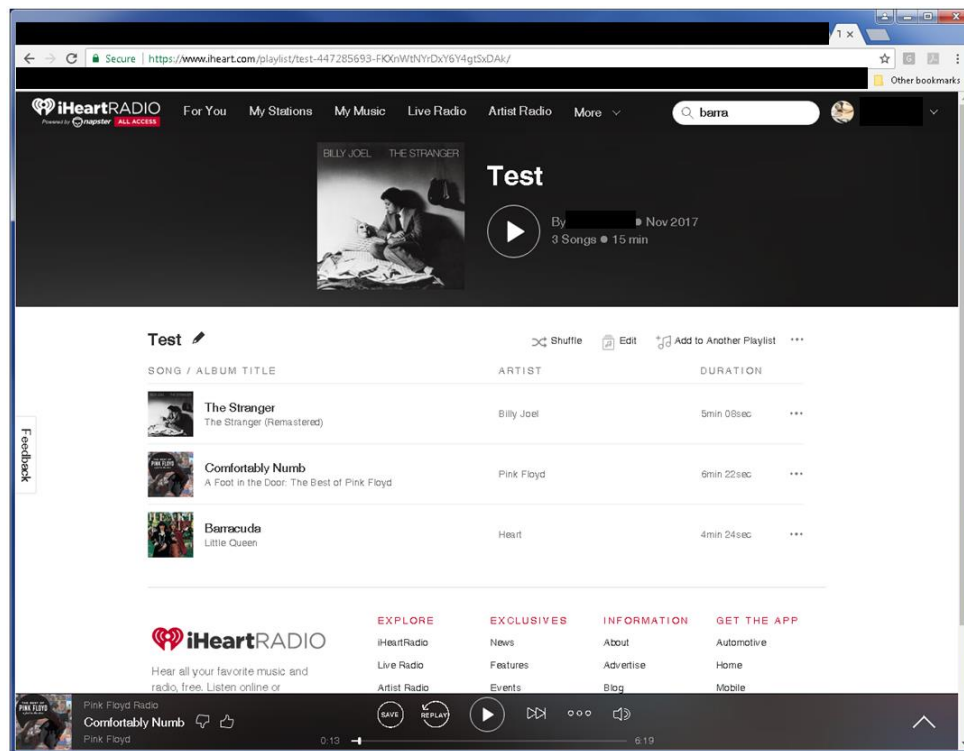 1 ×
Secure | https://www.iheart.com/playlist/test-447285693-FKXnWtNYrDxY6Y4gtSxDAk/
Other bookmarks
iHeartRADIO
Powered by napster ALL ACCESS
For You My Stations My Music Live Radio Artist Radio More
barra
BILLY JOEL THE STRANGER
Test
By ● Nov 2017
3 Songs ● 15 min
Test
Shuffle Edit Add to Another Playlist ...
SONG / ALBUM TITLE ARTIST DURATION
The Stranger
The Stranger (Remastered)
Billy Joel 5min 08sec ...
Comfortably Numb
A Foot in the Door: The Best of Pink Floyd
Pink Floyd 6min 22sec ...
Barracuda
Little Queen
Heart 4min 24sec ...
Feedback
iHeartRADIO
Hear all your favorite music and
radio, free. Listen online or
EXPLORE
iHeartRadio
Live Radio
Artist Radio
EXCLUSIVES
News
Features
Events
INFORMATION
About
Advertise
Blog
GET THE APP
Automotive
Home
Mobile
Pink Floyd Radio
Comfortably Numb
Pink Floyd
SAVE REPLAY
0:13 6:19